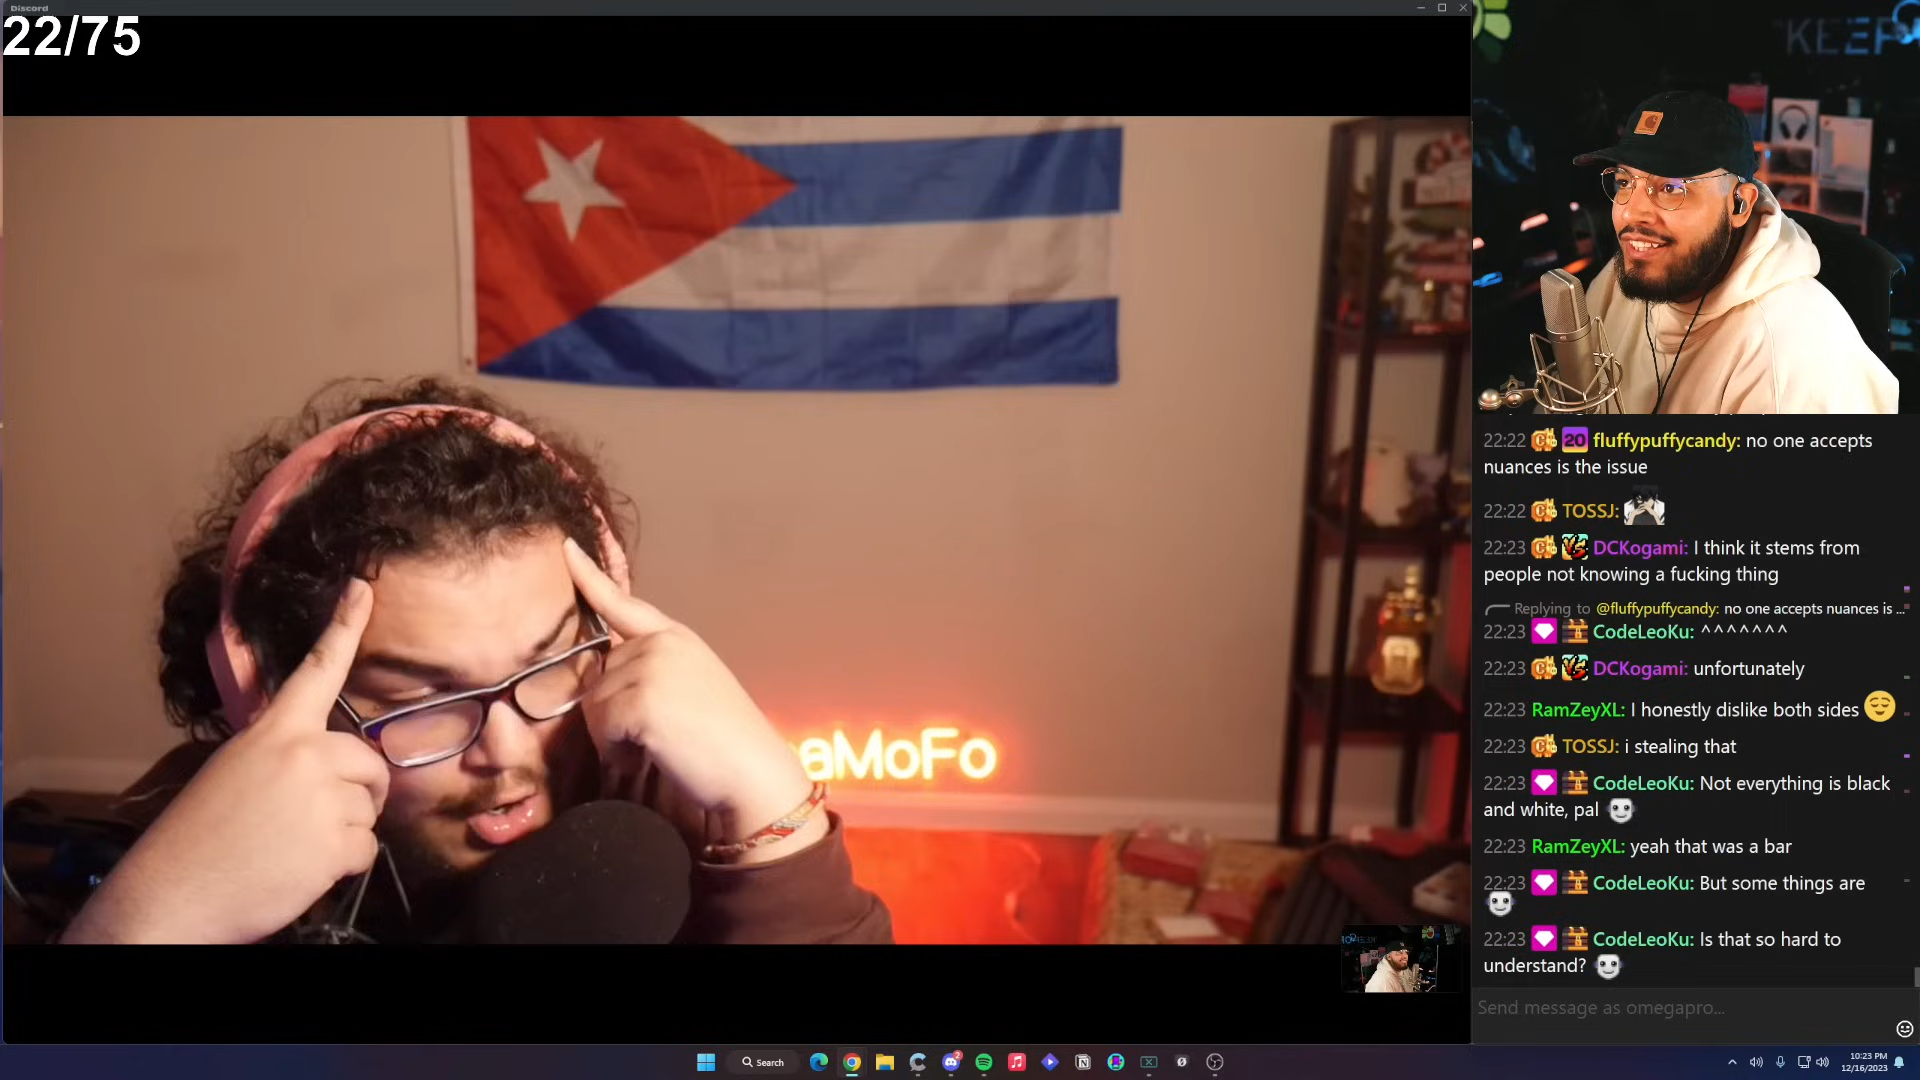 Discord
22/75
KEEP
aMoFo
22:22 20 fluffypuffycandy: no one accepts
nuances is the issue
22:22 TOSSJ:
22:23 DCKogami: I think it stems from
people not knowing a fucking thing
Replying to @fluffypuffycandy: no one accepts nuances is ...
22:23 CodeLeoKu: ^^^^^^^
22:23 DCKogami: unfortunately
22:23 RamZeyXL: I honestly dislike both sides
22:23 TOSSJ: i stealing that
22:23 CodeLeoKu: Not everything is black
and white, pal
22:23 RamZeyXL: yeah that was a bar
22:23 CodeLeoKu: But some things are
22:23 CodeLeoKu: Is that so hard to
understand?
Send message as omegapro...
Search
2
10:23 PM
12/16/2023